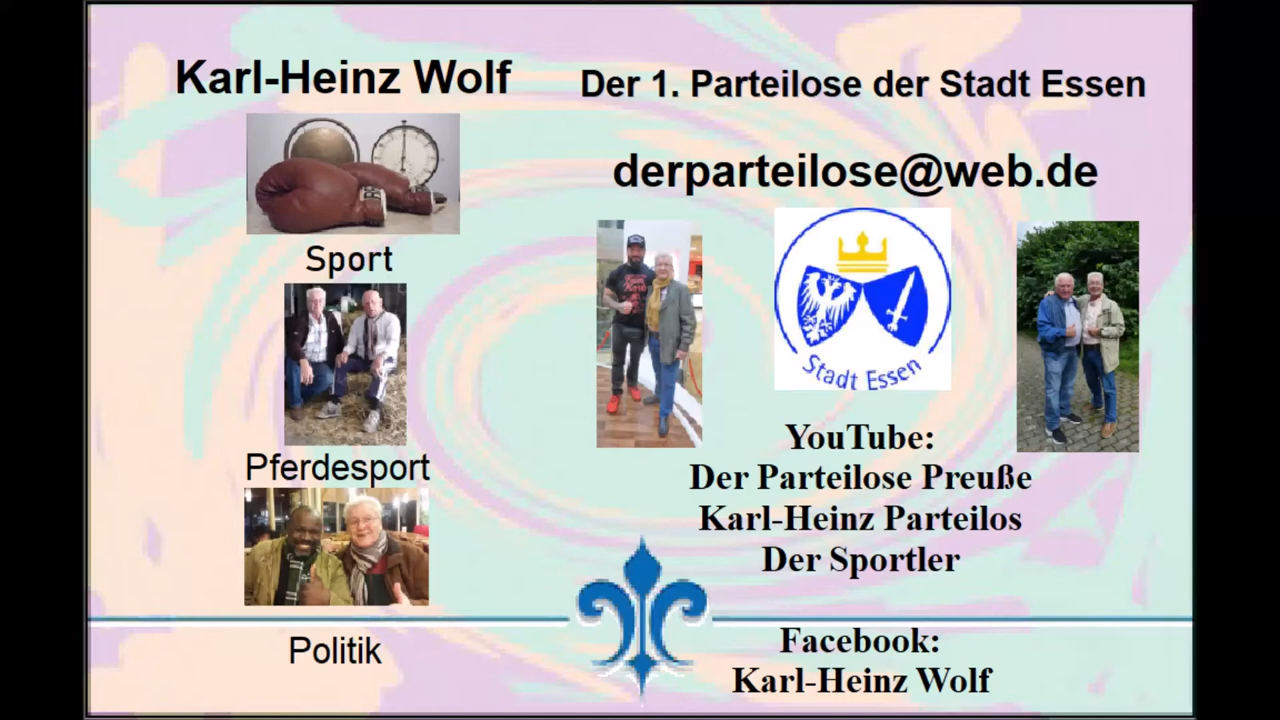 Karl-Heinz Wolf
Der 1. Parteilose der Stadt Essen
derparteilose@web.de
Sport
Pferdesport
Politik
Stadt Essen
YouTube:
Der Parteilose Preuße
Karl-Heinz Parteilos
Der Sportler
Facebook:
Karl-Heinz Wolf